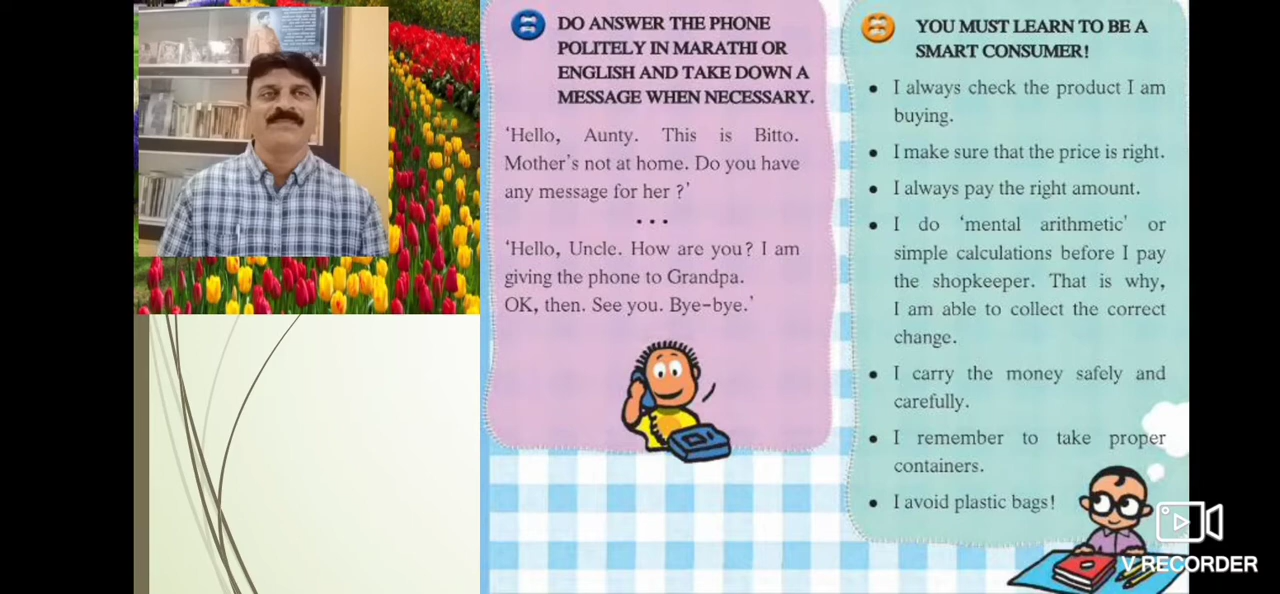 DO ANSWER THE PHONE
POLITELY IN MARATHI OR
ENGLISH AND TAKE DOWN A
MESSAGE WHEN NECESSARY.
‘Hello, Aunty. This is Bitto.
Mother’s not at home. Do you have
any message for her ?’
• • •
‘Hello, Uncle. How are you? I am
giving the phone to Grandpa.
OK, then. See you. Bye-bye.’
YOU MUST LEARN TO BE A
SMART CONSUMER!
• I always check the product I am
buying.
• I make sure that the price is right.
• I always pay the right amount.
• I do ‘mental arithmetic’ or
simple calculations before I pay
the shopkeeper. That is why,
I am able to collect the correct
change.
• I carry the money safely and
carefully.
• I remember to take proper
containers.
• I avoid plastic bags!
V RECORDER